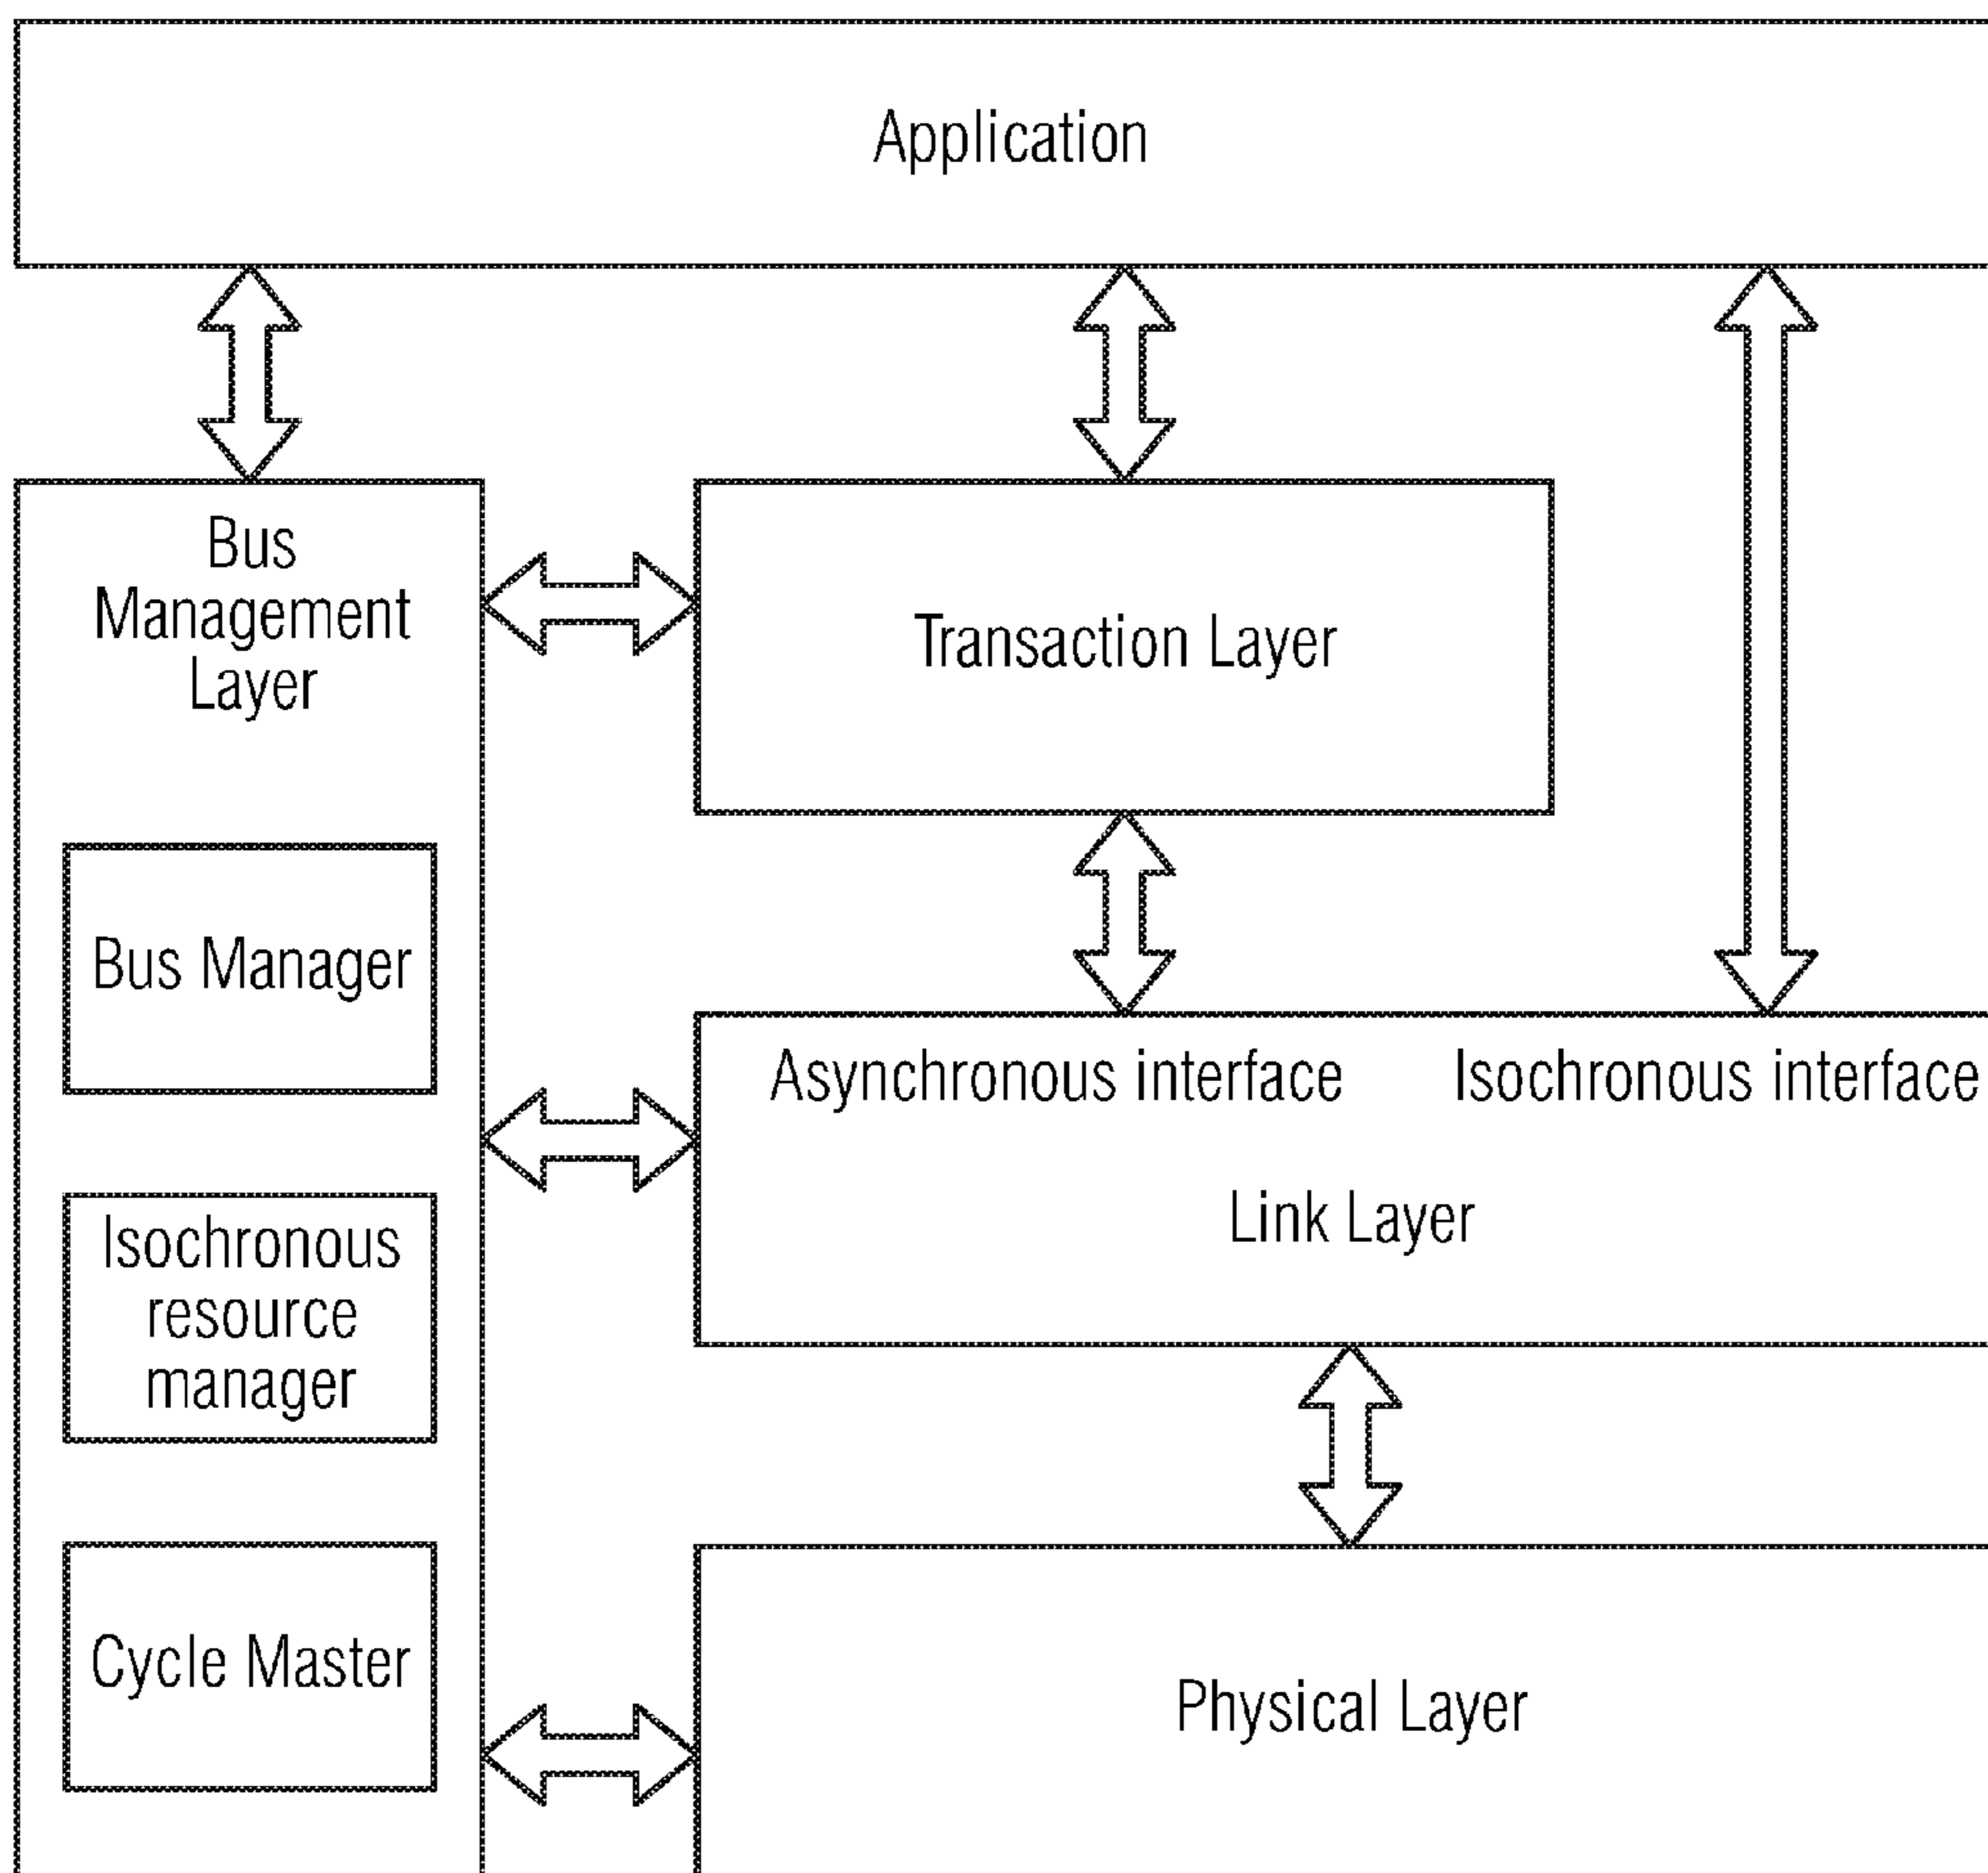 Application
Bus
Management
Layer
Transaction Layer
Bus Manager
Asynchronous interface
Isochronous interface
Link Layer
Isochronous
resource
manager
Cycle Master
Physical Layer